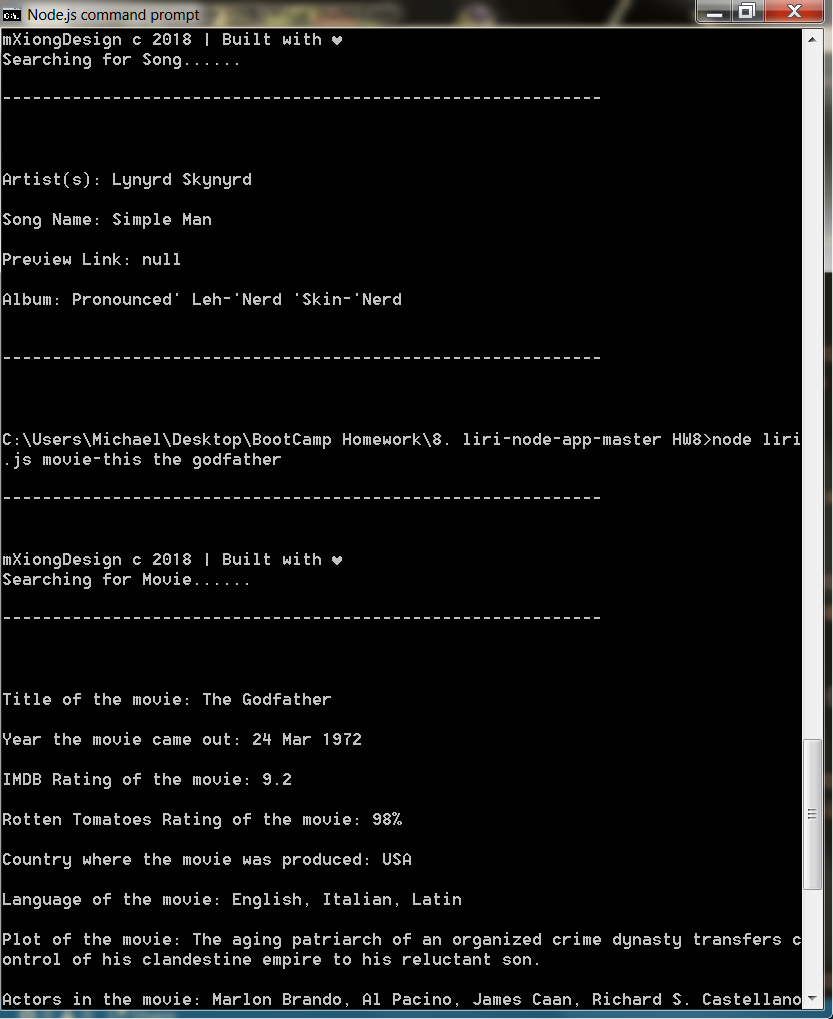 Node.js command prompt
mXiongDesign c 2018 | Built with ♥
Searching for Song......
------------------------------------------------------------
Artist(s): Lynyrd Skynyrd
Song Name: Simple Man
Preview Link: null
Album: Pronounced' Leh-'Nerd 'Skin-'Nerd
------------------------------------------------------------
C:\Users\Michael\Desktop\BootCamp Homework\8. liri-node-app-master HW8>node liri
.js movie-this the godfather
------------------------------------------------------------
mXiongDesign c 2018 | Built with ♥
Searching for Movie......
------------------------------------------------------------
Title of the movie: The Godfather
Year the movie came out: 24 Mar 1972
IMDB Rating of the movie: 9.2
Rotten Tomatoes Rating of the movie: 98%
Country where the movie was produced: USA
Language of the movie: English, Italian, Latin
Plot of the movie: The aging patriarch of an organized crime dynasty transfers c
ontrol of his clandestine empire to his reluctant son.
Actors in the movie: Marlon Brando, Al Pacino, James Caan, Richard S. Castellano